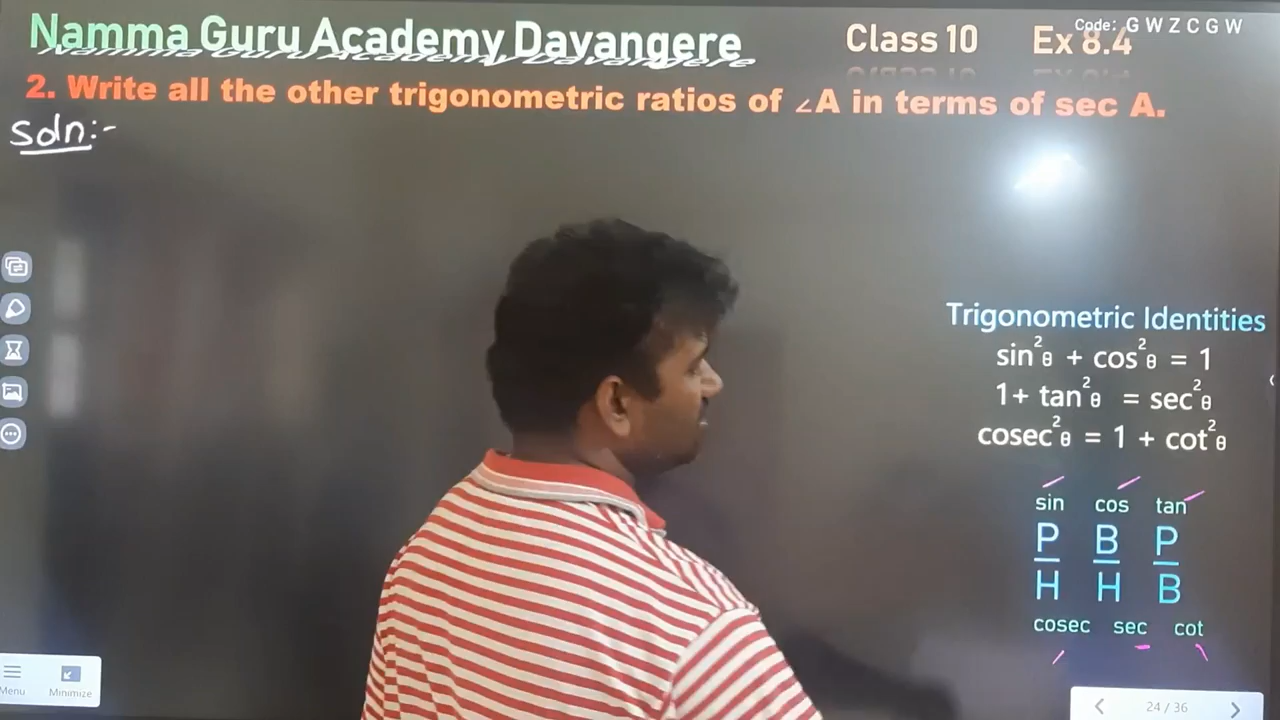 Namma Guru Academy Davangere Class 10 Ex 8.4
Code: G W Z C G W
2. Write all the other trigonometric ratios of ∠A in terms of sec A.
Soln:-
Trigonometric Identities
sin²θ + cos²θ = 1
1+ tan²θ = sec²θ
cosec²θ = 1 + cot²θ
sin cos tan
P B P
H H B
cosec sec cot
Menu Minimize
24 / 36